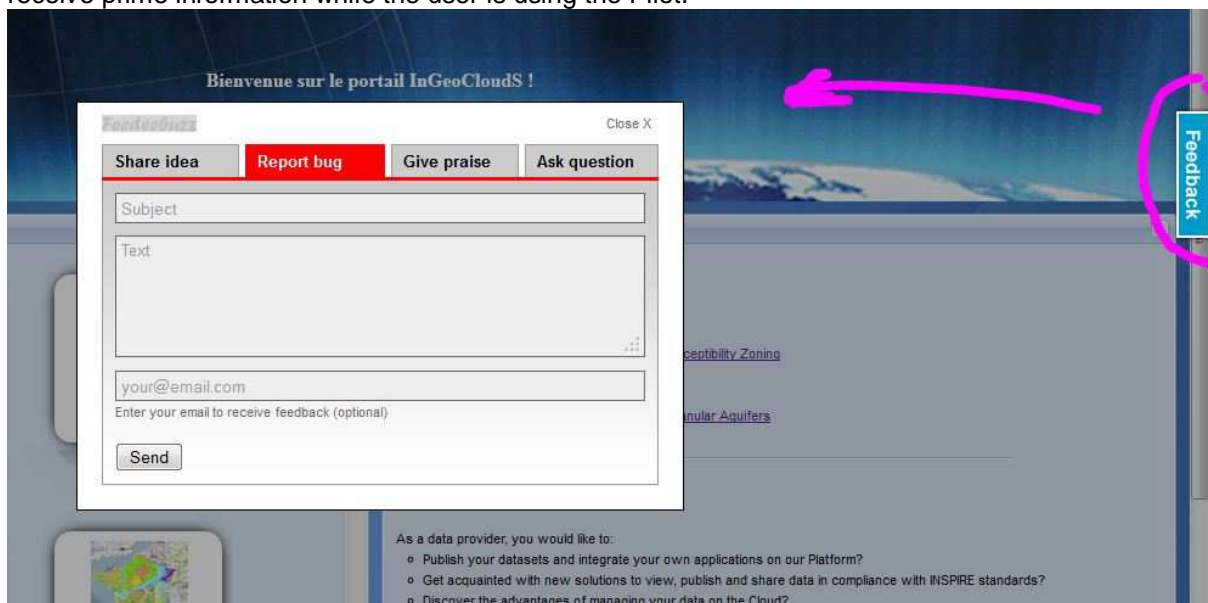 receive prime information while the user is using the Pilot.
Bienvenue sur le portail InGeoCloudS !
Close X
Share idea
Report bug
Give praise
Ask question
Subject
Text
your@email.com
Enter your email to receive feedback (optional)
Send
Feedback
ceptibility Zoning
nular Aquifers
As a data provider, you would like to:
Publish your datasets and integrate your own applications on our Platform?
Get acquainted with new solutions to view, publish and share data in compliance with INSPIRE standards?
Discover the advantages of managing your data on the Cloud?